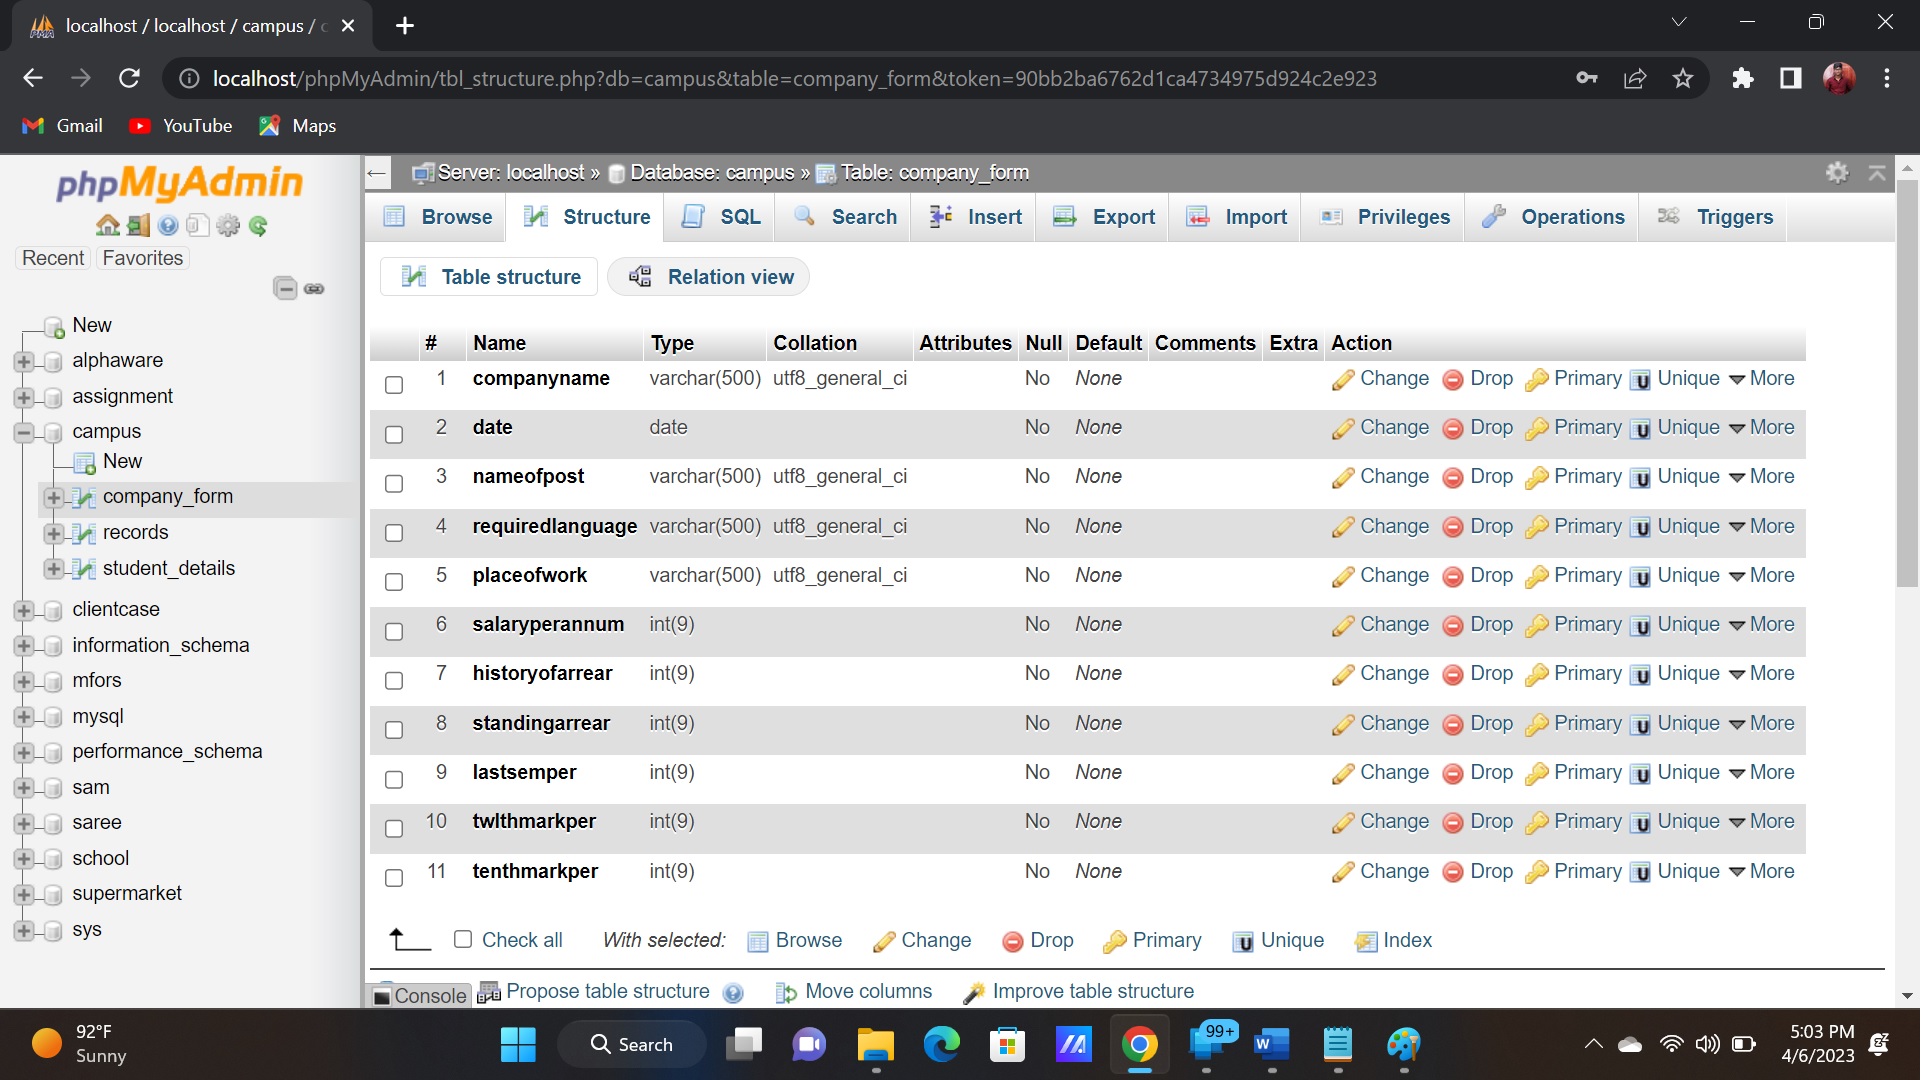 localhost / localhost / campus /
localhost/phpMyAdmin/tbl_structure.php?db=campus&table=company_form&token=90bb2ba6762d1ca4734975d924c2e923
Gmail YouTube Maps
phpMyAdmin
Recent Favorites
New
alphaware
assignment
campus
New
company_form
records
student_details
clientcase
information_schema
mfors
mysql
performance_schema
sam
saree
school
supermarket
sys
Server: localhost » Database: campus » Table: company_form
Browse Structure SQL Search Insert Export Import Privileges Operations Triggers
Table structure Relation view
# Name Type Collation Attributes Null Default Comments Extra Action
1 companyname varchar(500) utf8_general_ci No None Change Drop Primary Unique More
2 date date No None Change Drop Primary Unique More
3 nameofpost varchar(500) utf8_general_ci No None Change Drop Primary Unique More
4 requiredlanguage varchar(500) utf8_general_ci No None Change Drop Primary Unique More
5 placeofwork varchar(500) utf8_general_ci No None Change Drop Primary Unique More
6 salaryperannum int(9) No None Change Drop Primary Unique More
7 historyofarrear int(9) No None Change Drop Primary Unique More
8 standingarrear int(9) No None Change Drop Primary Unique More
9 lastsemper int(9) No None Change Drop Primary Unique More
10 twlthmarkper int(9) No None Change Drop Primary Unique More
11 tenthmarkper int(9) No None Change Drop Primary Unique More
Check all With selected: Browse Change Drop Primary Unique Index
Console Propose table structure Move columns Improve table structure
92°F
Sunny
Search
99+
5:03 PM
4/6/2023